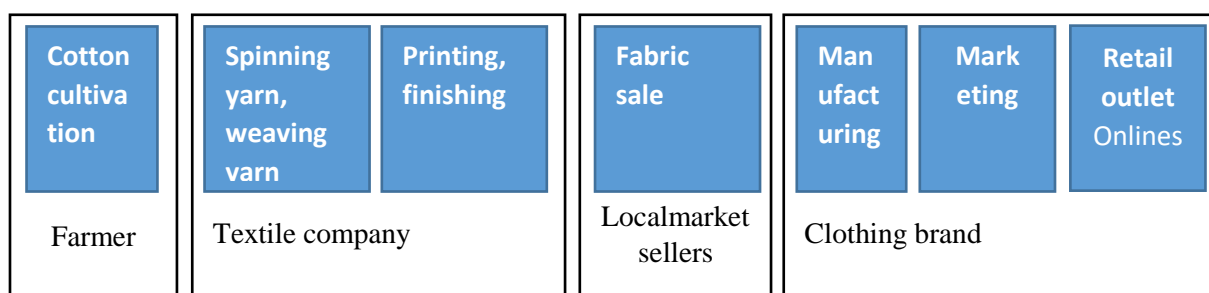 Cotton
cultiva
tion
Farmer
Spinning
yarn,
weaving
varn
Printing,
finishing
Textile company
Fabric
sale
Localmarket
sellers
Man
ufact
uring
Mark
eting
Retail
outlet
Onlines
Clothing brand